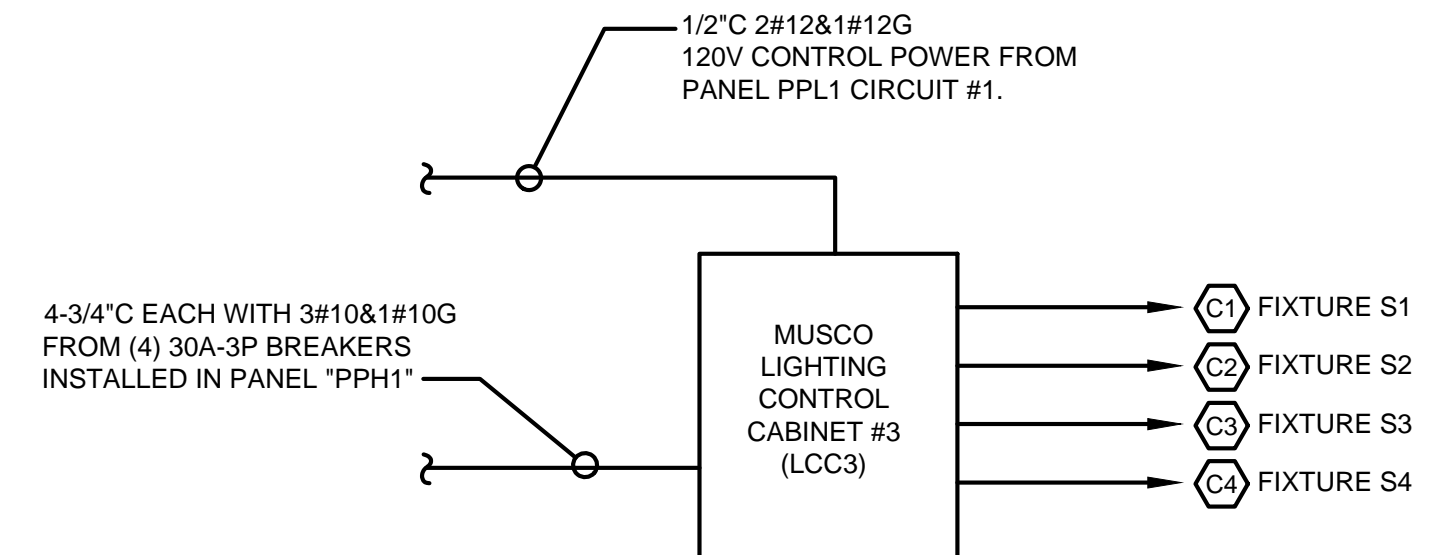 1/2"C 2#12&1#12G
120V CONTROL POWER FROM
PANEL PPL1 CIRCUIT #1.
4-3/4"C EACH WITH 3#10&1#10G
FROM (4) 30A-3P BREAKERS
INSTALLED IN PANEL "PPH1"
MUSCO
LIGHTING
CONTROL
CABINET #3
(LCC3)
C1 FIXTURE S1
C2 FIXTURE S2
C3 FIXTURE S3
C4 FIXTURE S4